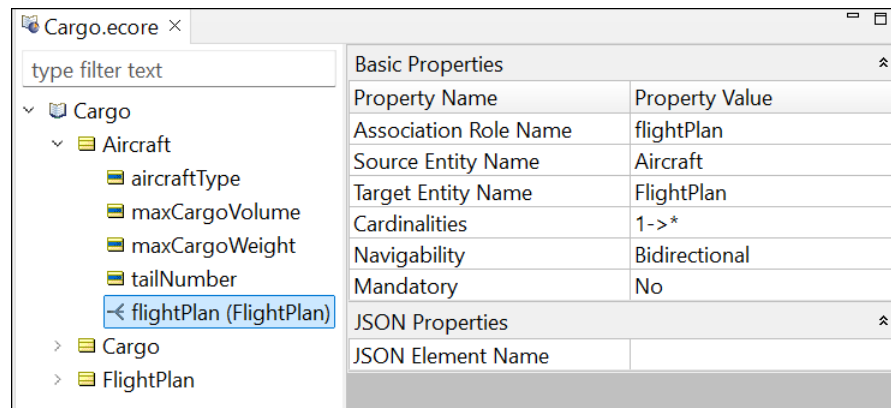 Cargo.ecore ×
type filter text
Cargo
Aircraft
aircraftType
maxCargoVolume
maxCargoWeight
tailNumber
flightPlan (FlightPlan)
Cargo
FlightPlan
Basic Properties
Property Name Property Value
Association Role Name flightPlan
Source Entity Name Aircraft
Target Entity Name FlightPlan
Cardinalities 1->*
Navigability Bidirectional
Mandatory No
JSON Properties
JSON Element Name